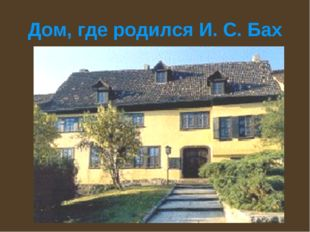 Дом, где родился И. С. Бах